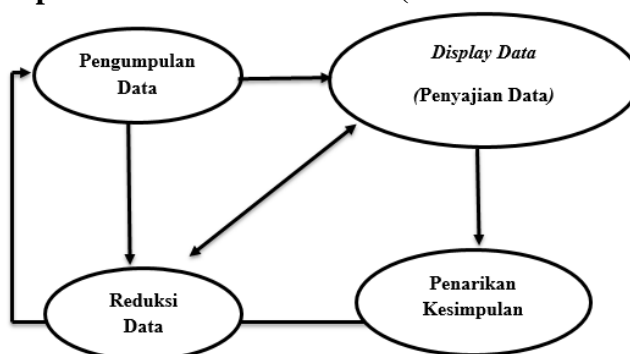 Pengumpulan
Data
Display Data
(Penyajian Data)
Reduksi
Data
Penarikan
Kesimpulan